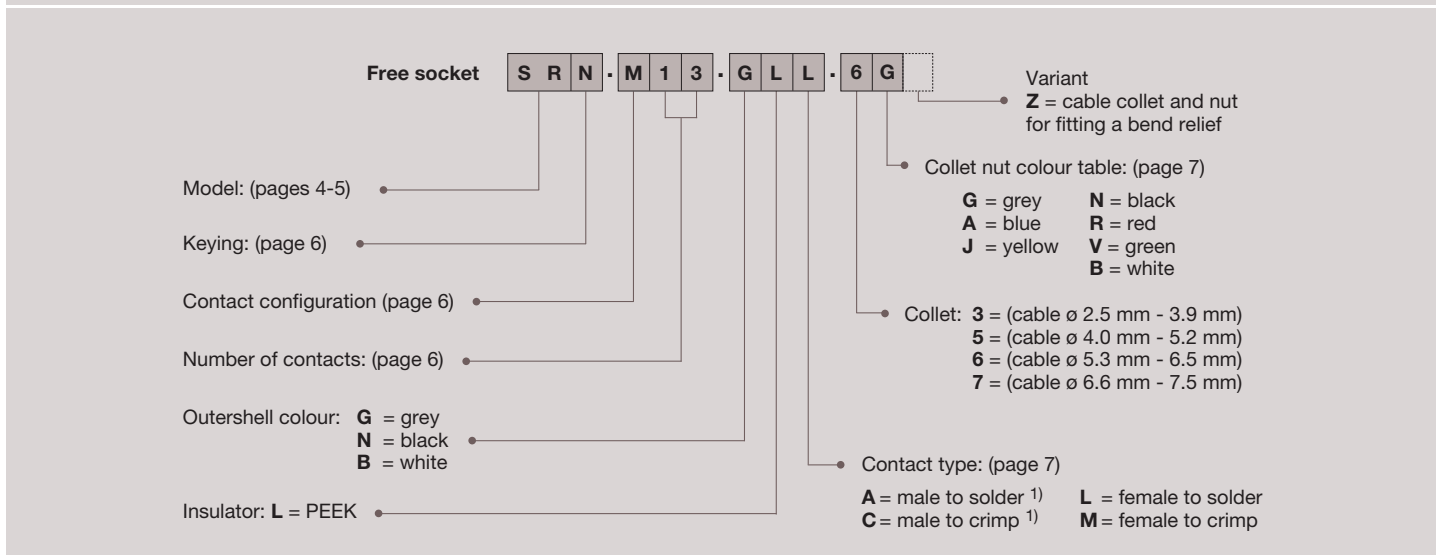 Free socket S R N . M 1 3 . G L L . 6 G
Variant
Z = cable collet and nut
for fitting a bend relief
Collet nut colour table: (page 7)
G = grey N = black
A = blue R = red
J = yellow V = green
B = white
Model: (pages 4-5)
Keying: (page 6)
Contact configuration (page 6)
Number of contacts: (page 6)
Collet: 3 = (cable ø 2.5 mm - 3.9 mm)
5 = (cable ø 4.0 mm - 5.2 mm)
6 = (cable ø 5.3 mm - 6.5 mm)
7 = (cable ø 6.6 mm - 7.5 mm)
Outershell colour: G = grey
N = black
B = white
Insulator: L = PEEK
Contact type: (page 7)
A = male to solder 1) L = female to solder
C = male to crimp 1) M = female to crimp